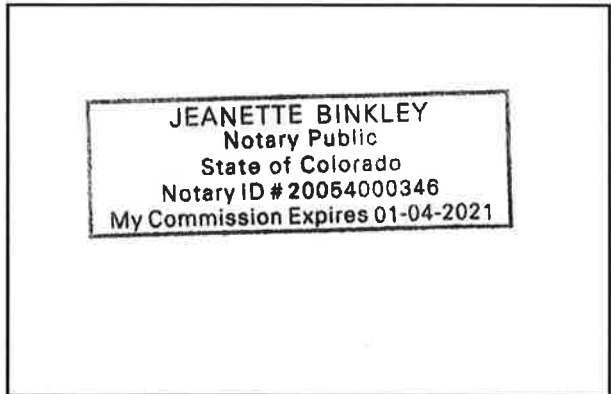 JEANETTE BINKLEY
Notary Public
State of Colorado
Notary ID # 20054000346
My Commission Expires 01-04-2021